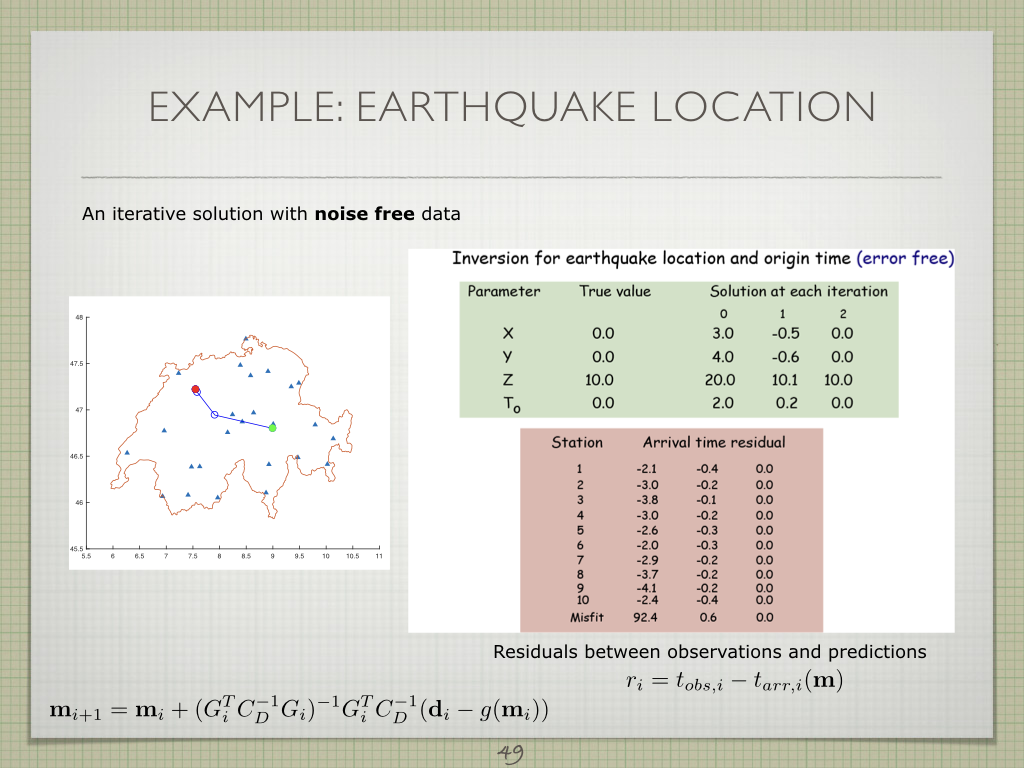 EXAMPLE: EARTHQUAKE LOCATION
An iterative solution with noise free data
48
47.5
47
46.5
46
45.5
5.5 6 6.5 7 7.5 8 8.5 9 9.5 10 10.5 11
Inversion for earthquake location and origin time (error free)
Parameter True value Solution at each iteration
0 1 2
X 0.0 3.0 -0.5 0.0
Y 0.0 4.0 -0.6 0.0
Z 10.0 20.0 10.1 10.0
T₀ 0.0 2.0 0.2 0.0
Station Arrival time residual
1 -2.1 -0.4 0.0
2 -3.0 -0.2 0.0
3 -3.8 -0.1 0.0
4 -3.0 -0.2 0.0
5 -2.6 -0.3 0.0
6 -2.0 -0.3 0.0
7 -2.9 -0.2 0.0
8 -3.7 -0.2 0.0
9 -4.1 -0.2 0.0
10 -2.4 -0.4 0.0
Misfit 92.4 0.6 0.0
Residuals between observations and predictions
r_i = t_{obs,i} − t_{arr,i}(m)
m_{i+1} = m_i + (G_i^T C_D^{-1} G_i)^{-1} G_i^T C_D^{-1} (d_i − g(m_i))
49